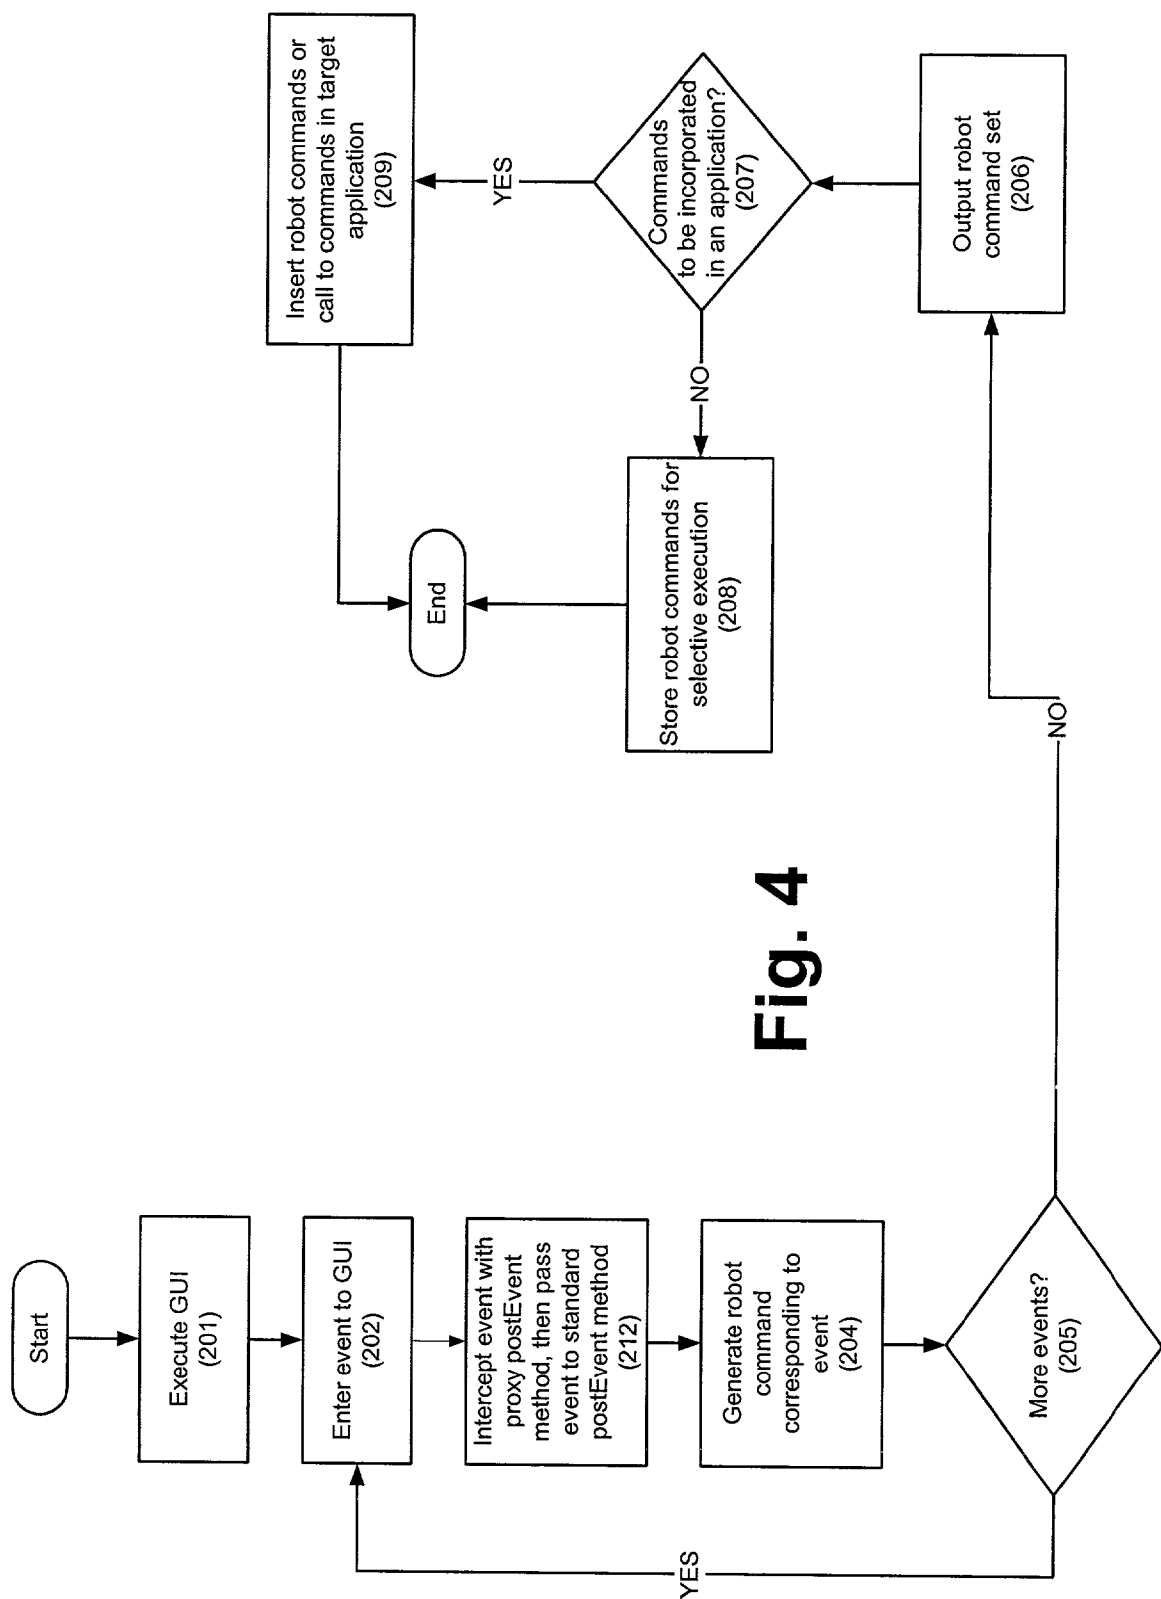 Start
Execute GUI
(201)
Enter event to GUI
(202)
Intercept event with
proxy postEvent
method, then pass
event to standard
postEvent method
(212)
Generate robot
command
corresponding to
event
(204)
More events?
(205)
YES
NO
Output robot
command set
(206)
Commands
to be incorporated
in an application?
(207)
YES
NO
Insert robot commands or
call to commands in target
application
(209)
Store robot commands for
selective execution
(208)
End
Fig. 4